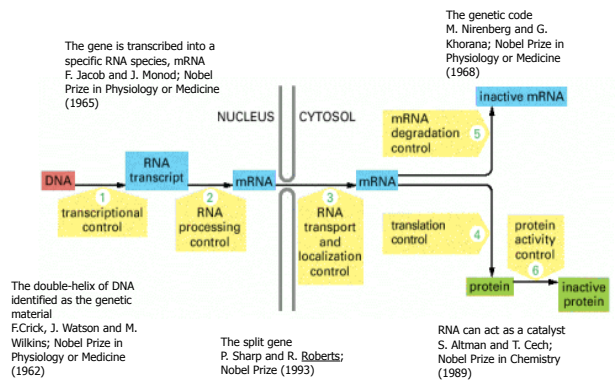 The gene is transcribed into a
specific RNA species, mRNA
F. Jacob and J. Monod; Nobel
Prize in Physiology or Medicine
(1965)
The genetic code
M. Nirenberg and G.
Khorana; Nobel Prize in
Physiology or Medicine
(1968)
NUCLEUS
CYTOSOL
DNA
1
transcriptional
control
RNA
transcript
2
RNA
processing
control
mRNA
3
RNA
transport
and
localization
control
mRNA
mRNA
degradation
control
5
inactive mRNA
translation
control
4
protein
protein
activity
control
6
inactive
protein
The double-helix of DNA
identified as the genetic
material
F.Crick, J. Watson and M.
Wilkins; Nobel Prize in
Physiology or Medicine
(1962)
The split gene
P. Sharp and R. Roberts;
Nobel Prize (1993)
RNA can act as a catalyst
S. Altman and T. Cech;
Nobel Prize in Chemistry
(1989)